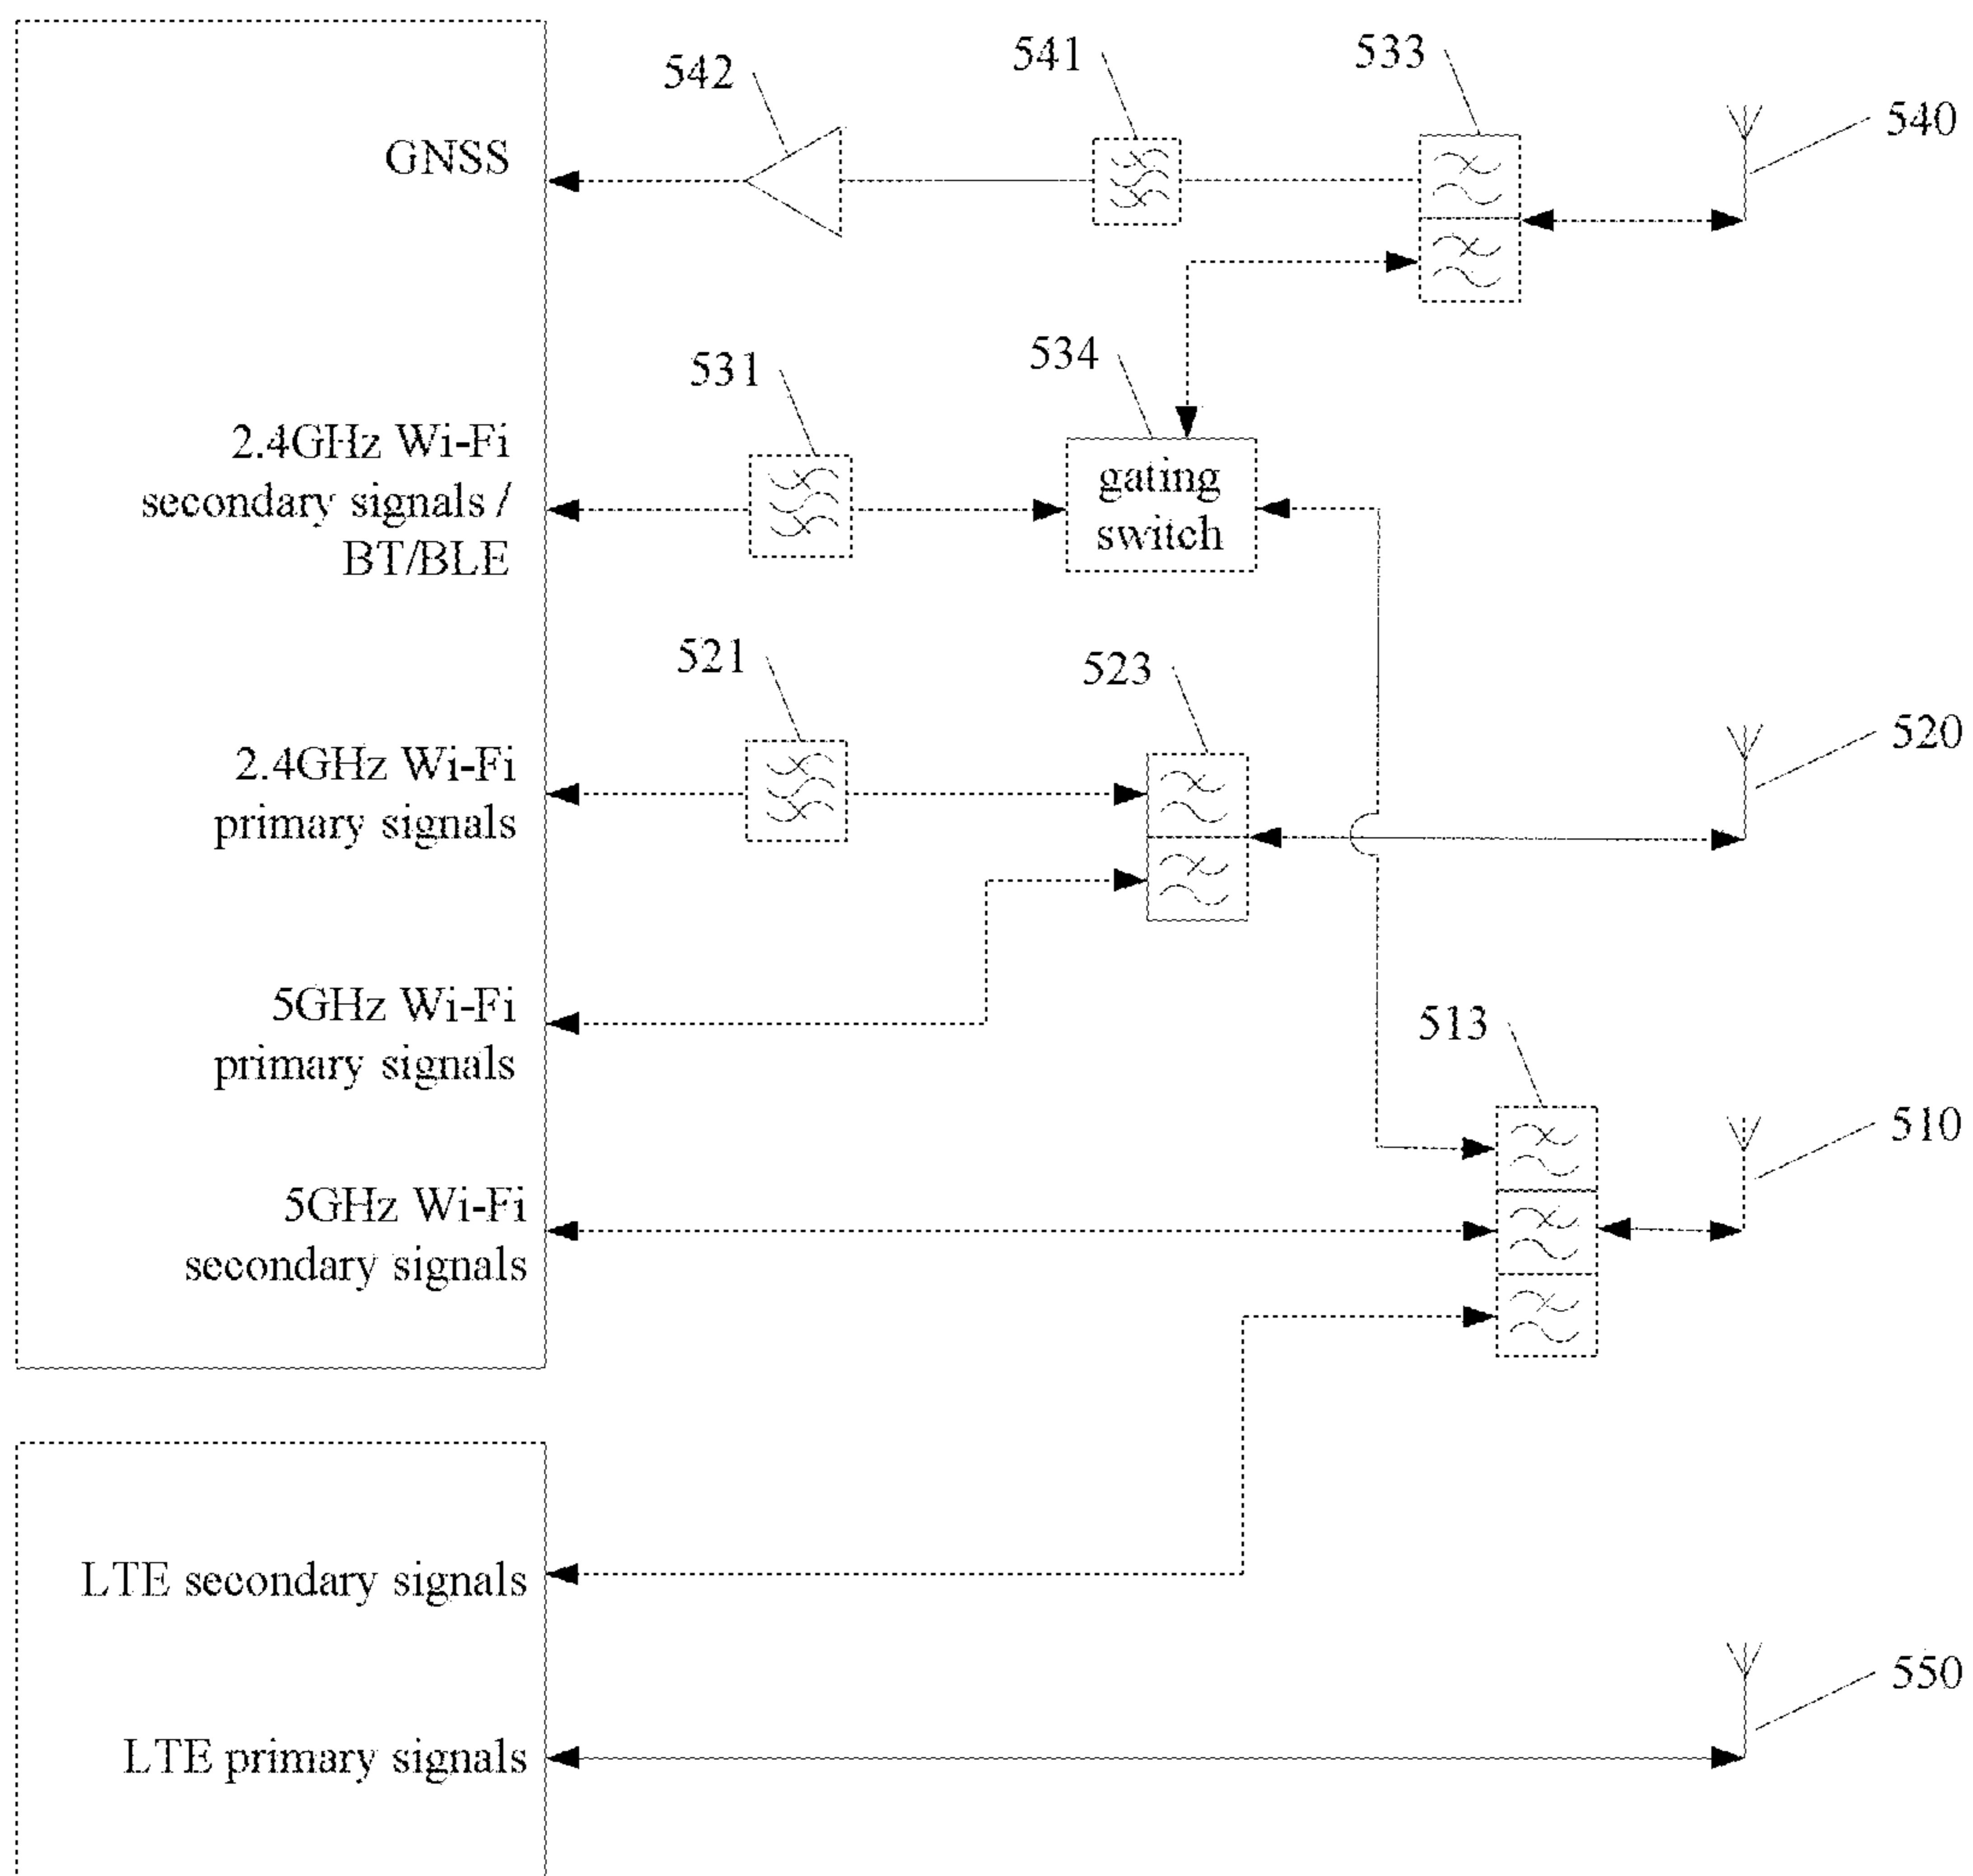 542
541
533
540
GNSS
531
534
2.4GHz Wi-Fi
secondary signals /
BT/BLE
gating
switch
521
523
520
2.4GHz Wi-Fi
primary signals
5GHz Wi-Fi
primary signals
513
510
5GHz Wi-Fi
secondary signals
LTE secondary signals
550
LTE primary signals